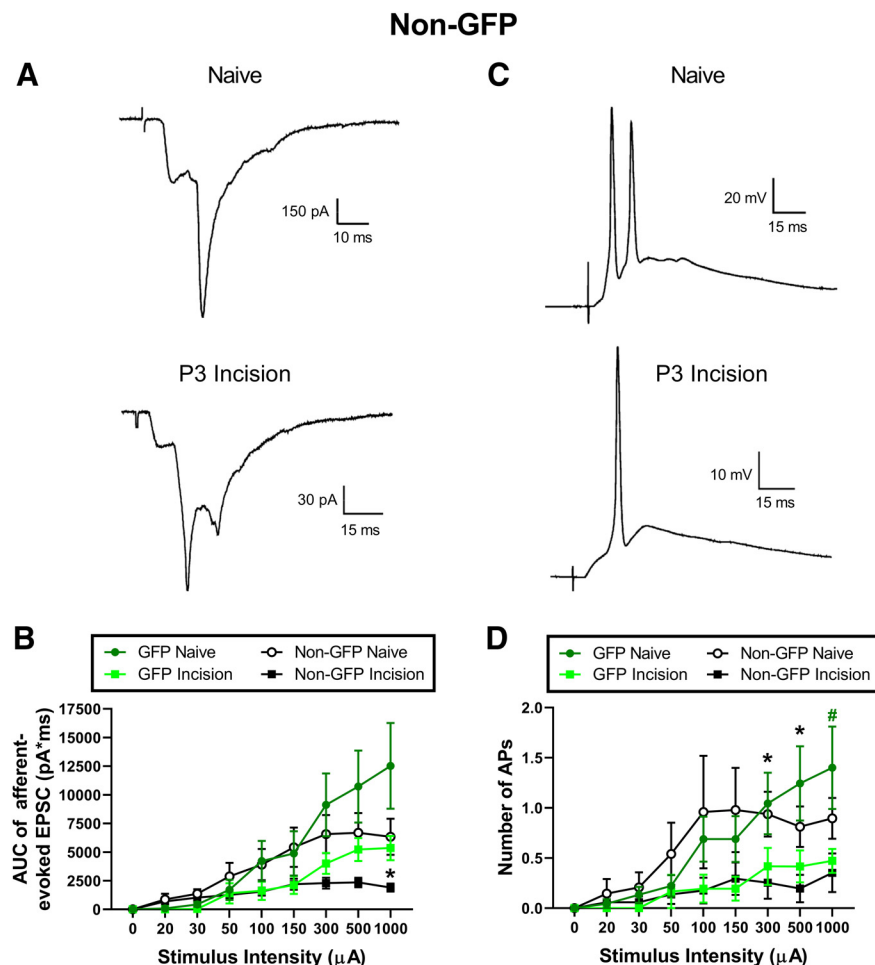 Non-GFP
A
Naive
150 pA
10 ms
P3 Incision
30 pA
15 ms
C
Naive
20 mV
15 ms
P3 Incision
10 mV
15 ms
B
GFP Naive
Non-GFP Naive
GFP Incision
Non-GFP Incision
AUC of afferent-
evoked EPSC (pA*ms)
17500
15000
12500
10000
7500
5000
2500
0
*
0 20 30 50 100 150 300 500 1000
Stimulus Intensity (μA)
D
GFP Naive
Non-GFP Naive
GFP Incision
Non-GFP Incision
Number of APs
2.0
1.5
1.0
0.5
0.0
* * #
0 20 30 50 100 150 300 500 1000
Stimulus Intensity (μA)